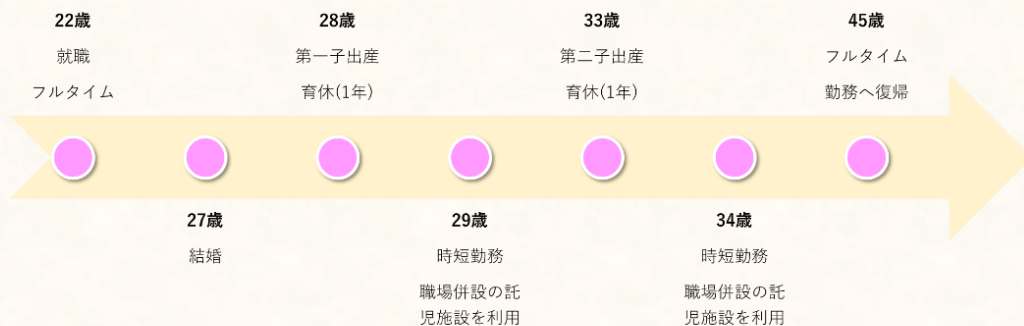 22歳
就職
フルタイム
27歳
結婚
28歳
第一子出産
育休(1年)
29歳
時短勤務
職場併設の託
児施設を利用
33歳
第二子出産
育休(1年)
34歳
時短勤務
職場併設の託
児施設を利用
45歳
フルタイム
勤務へ復帰